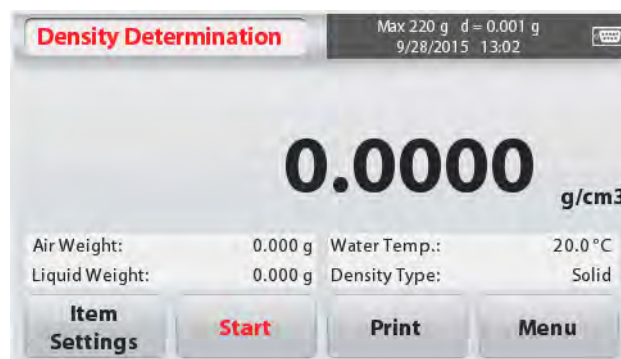 Density Determination
Max 220 g d = 0.001 g
9/28/2015 13:02
0.0000
g/cm3
Air Weight: 0.000 g Water Temp.: 20.0°C
Liquid Weight: 0.000 g Density Type: Solid
Item Settings
Start
Print
Menu